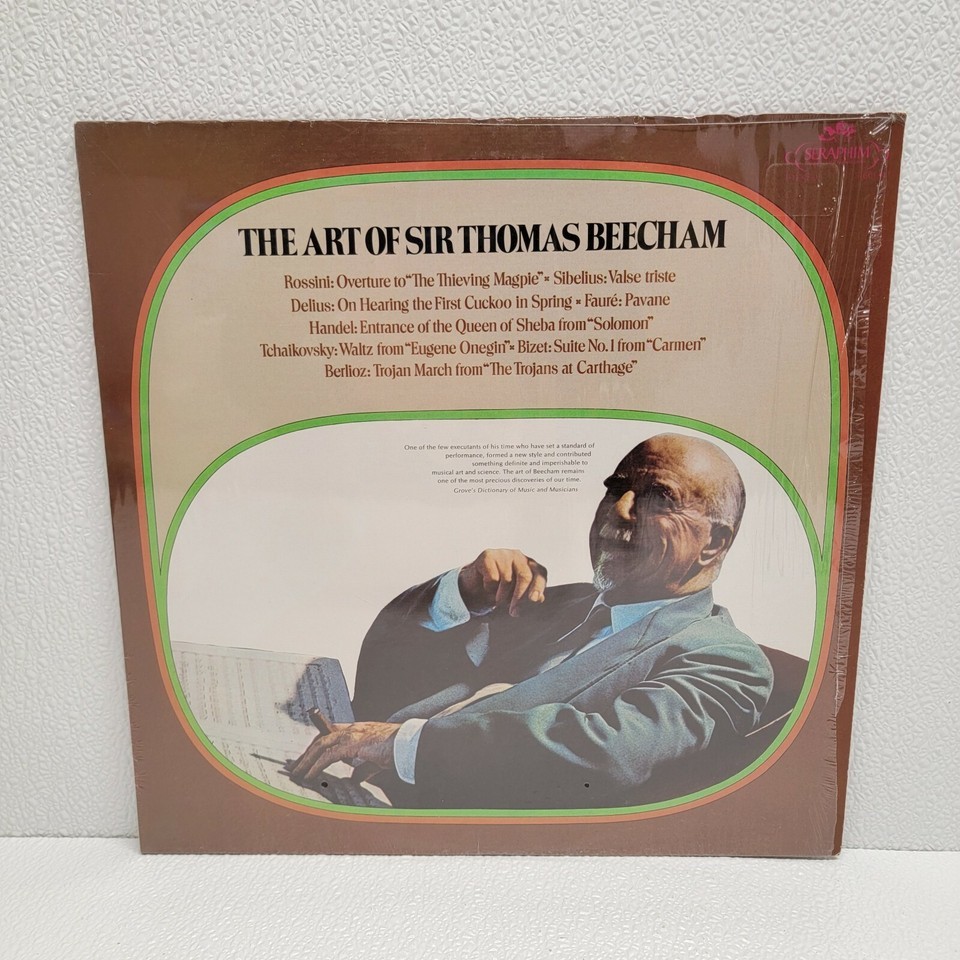 SERAPHIM
THE ART OF SIR THOMAS BEECHAM
Rossini: Overture to "The Thieving Magpie" ▪ Sibelius: Valse triste
Delius: On Hearing the First Cuckoo in Spring ▪ Fauré: Pavane
Handel: Entrance of the Queen of Sheba from "Solomon"
Tchaikovsky: Waltz from "Eugene Onegin" ▪ Bizet: Suite No. 1 from "Carmen"
Berlioz: Trojan March from "The Trojans at Carthage"
One of the few executants of his time who have set a standard of
performance, formed a new style and contributed
something definite and imperishable to
musical art and science. The art of Beecham remains
one of the most precious discoveries of our time.
Grove's Dictionary of Music and Musicians